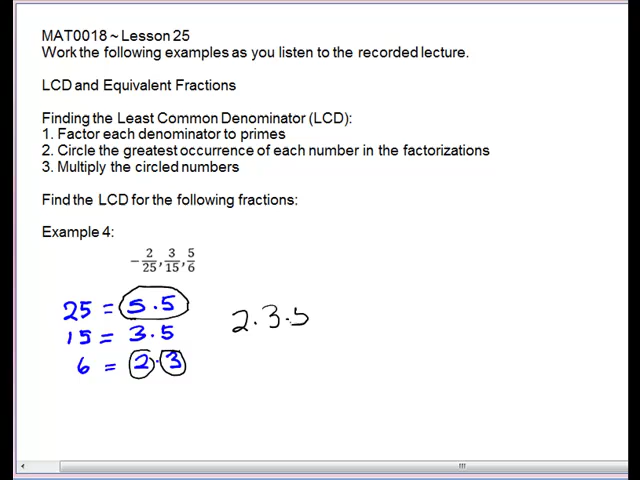 MAT0018 ~ Lesson 25
Work the following examples as you listen to the recorded lecture.
LCD and Equivalent Fractions
Finding the Least Common Denominator (LCD):
1. Factor each denominator to primes
2. Circle the greatest occurrence of each number in the factorizations
3. Multiply the circled numbers
Find the LCD for the following fractions:
Example 4:
-2/25, 3/15, 5/6
25 = 5·5
15 = 3·5
6 = 2·3
2·3·5